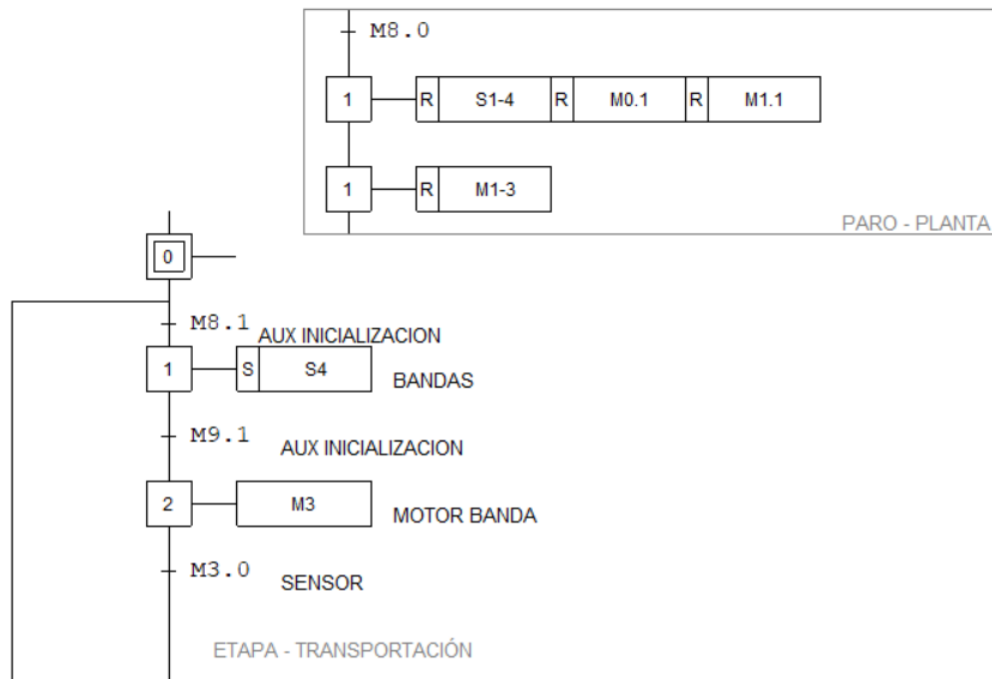 M8.0
1 R S1-4 R M0.1 R M1.1
1 R M1-3
PARO - PLANTA
0
M8.1 AUX INICIALIZACION
1 S S4 BANDAS
M9.1 AUX INICIALIZACION
2 M3 MOTOR BANDA
M3.0 SENSOR
ETAPA - TRANSPORTACIÓN